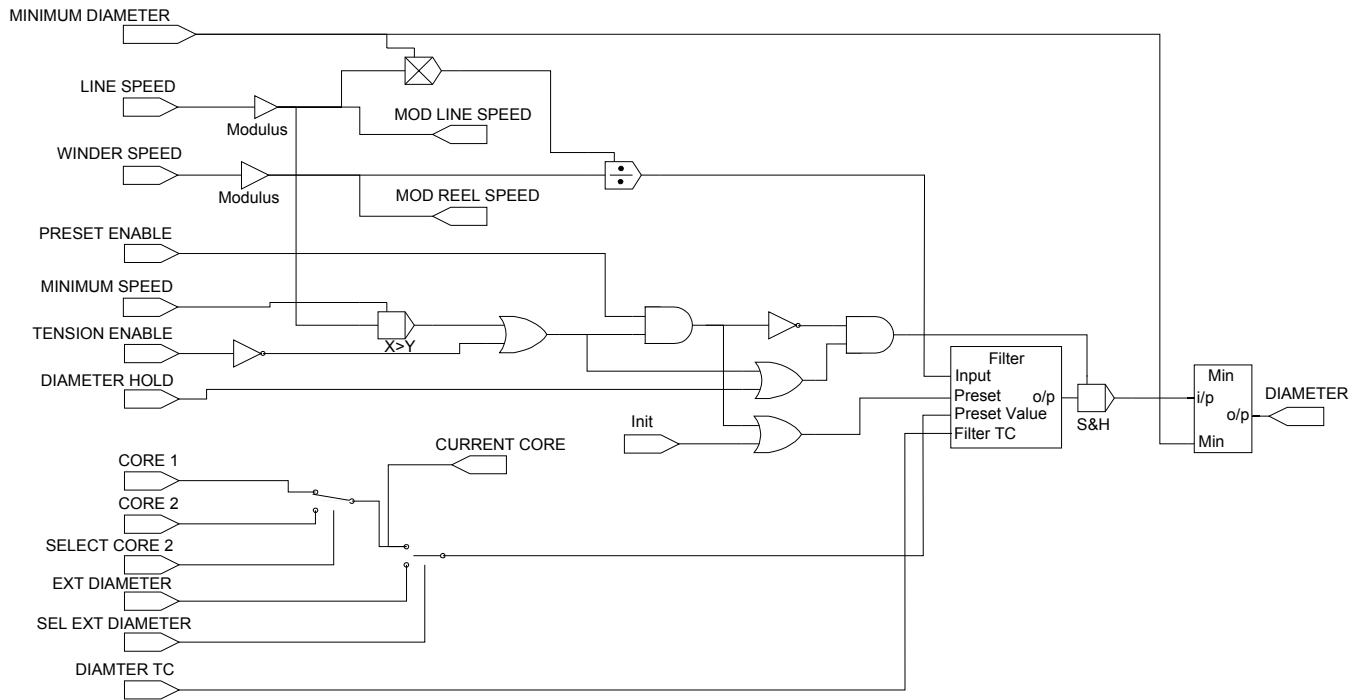 MINIMUM DIAMETER
LINE SPEED
Modulus
MOD LINE SPEED
WINDER SPEED
Modulus
MOD REEL SPEED
PRESET ENABLE
MINIMUM SPEED
TENSION ENABLE
X>Y
DIAMETER HOLD
Init
Filter
Input
Preset
o/p
Preset Value
Filter TC
S&H
Min
i/p
o/p
Min
DIAMETER
CURRENT CORE
CORE 1
CORE 2
SELECT CORE 2
EXT DIAMETER
SEL EXT DIAMETER
DIAMTER TC